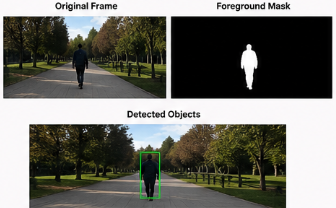 Original Frame
Foreground Mask
Detected Objects